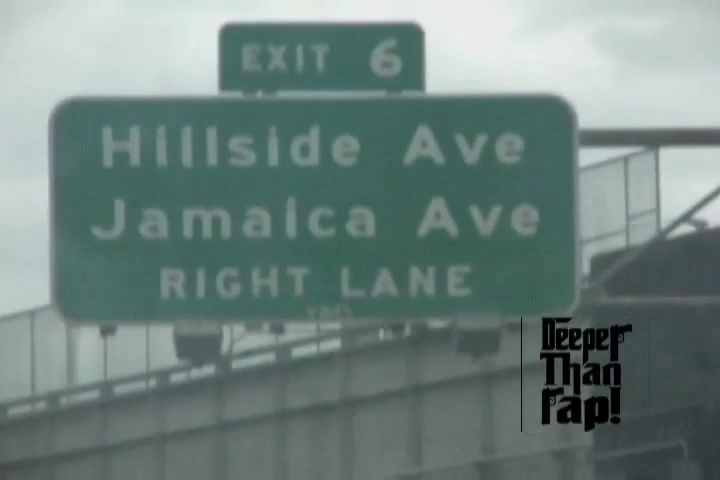 EXIT 6
Hillside Ave
Jamaica Ave
RIGHT LANE
Deeper
Than
rap!